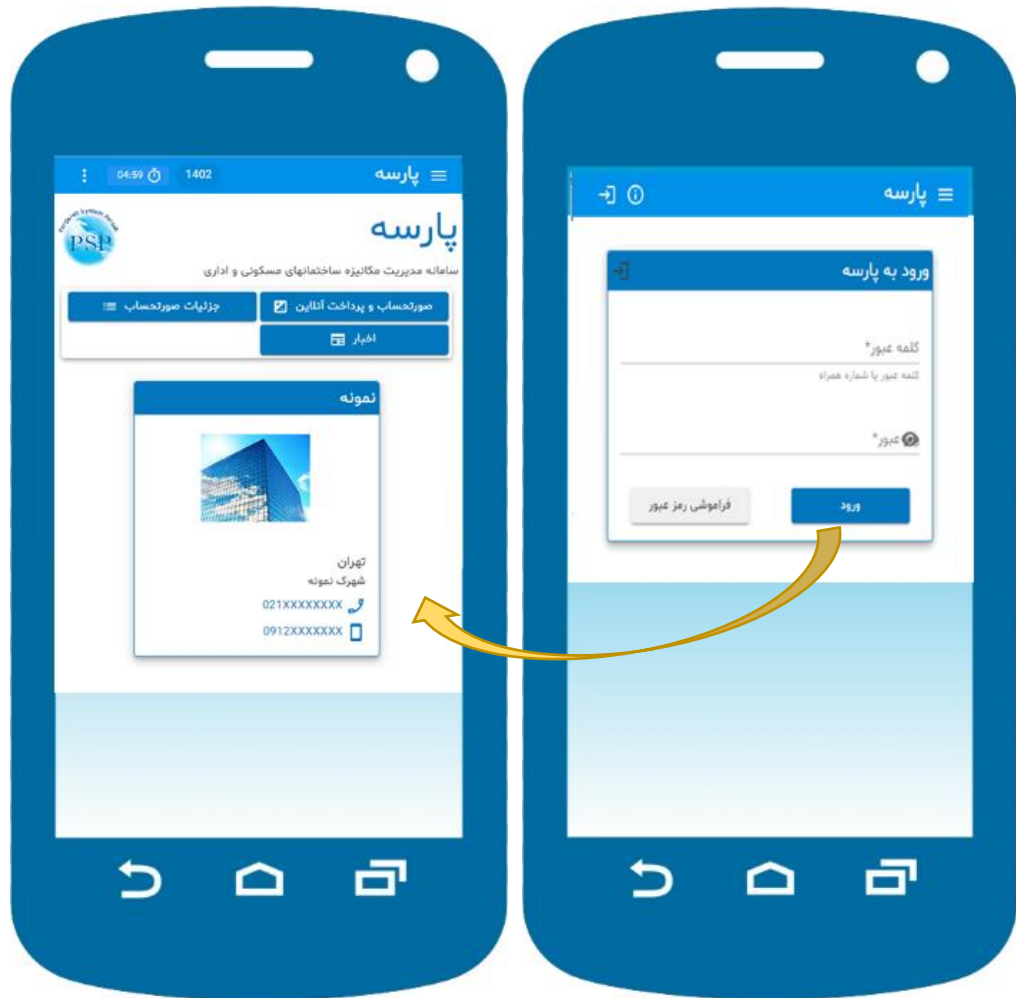 پارسه
ورود به پارسه
کلمه عبور*
کلمه عبور یا شماره همراه
عبور*
ورود
فراموشی رمز عبور
پارسه
1402
04:59
پارسه
PSP
سامانه مدیریت مکانیزه ساختمانهای مسکونی و اداری
صورتحساب و پرداخت آنلاین
جزئیات صورتحساب
اخبار
نمونه
تهران
شهرک نمونه
021XXXXXXXX
0912XXXXXXX